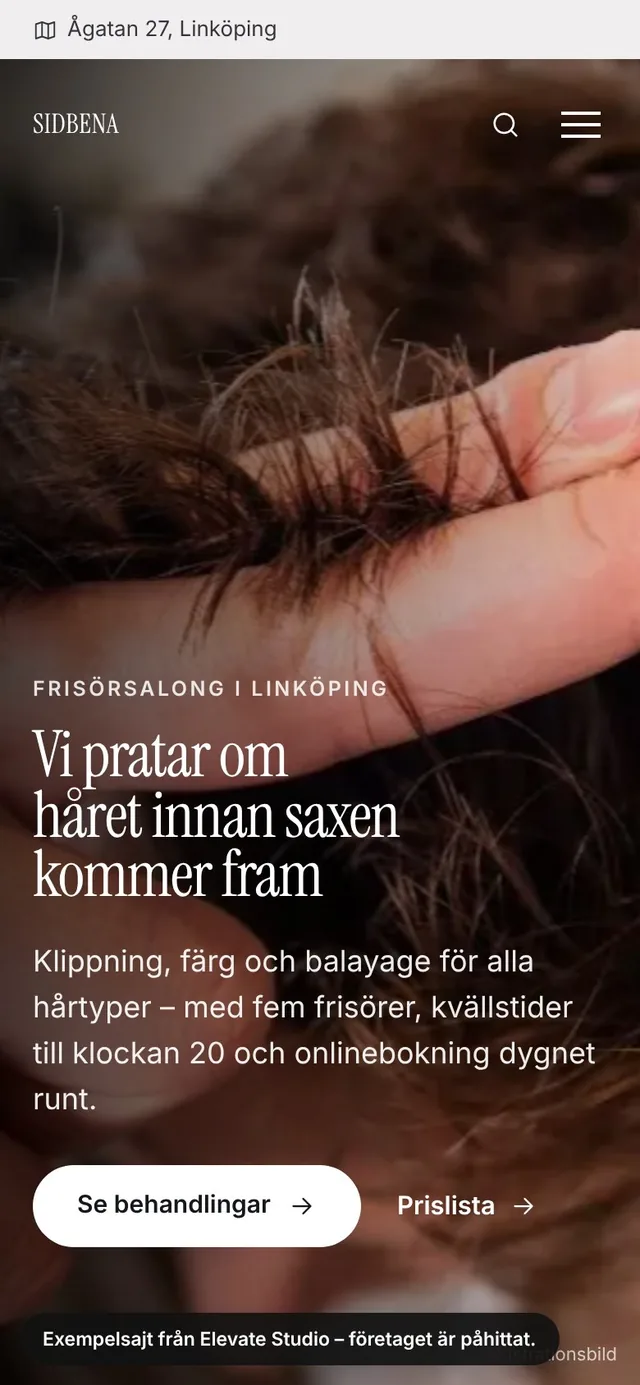 Ågatan 27, Linköping
SIDBENA
FRISÖRSALONG I LINKÖPING
Vi pratar om
håret innan saxen
kommer fram
Klippning, färg och balayage för alla
hårtyper – med fem frisörer, kvällstider
till klockan 20 och onlinebokning dygnet
runt.
Se behandlingar →
Prislista →
Exempelsajt från Elevate Studio – företaget är påhittat.